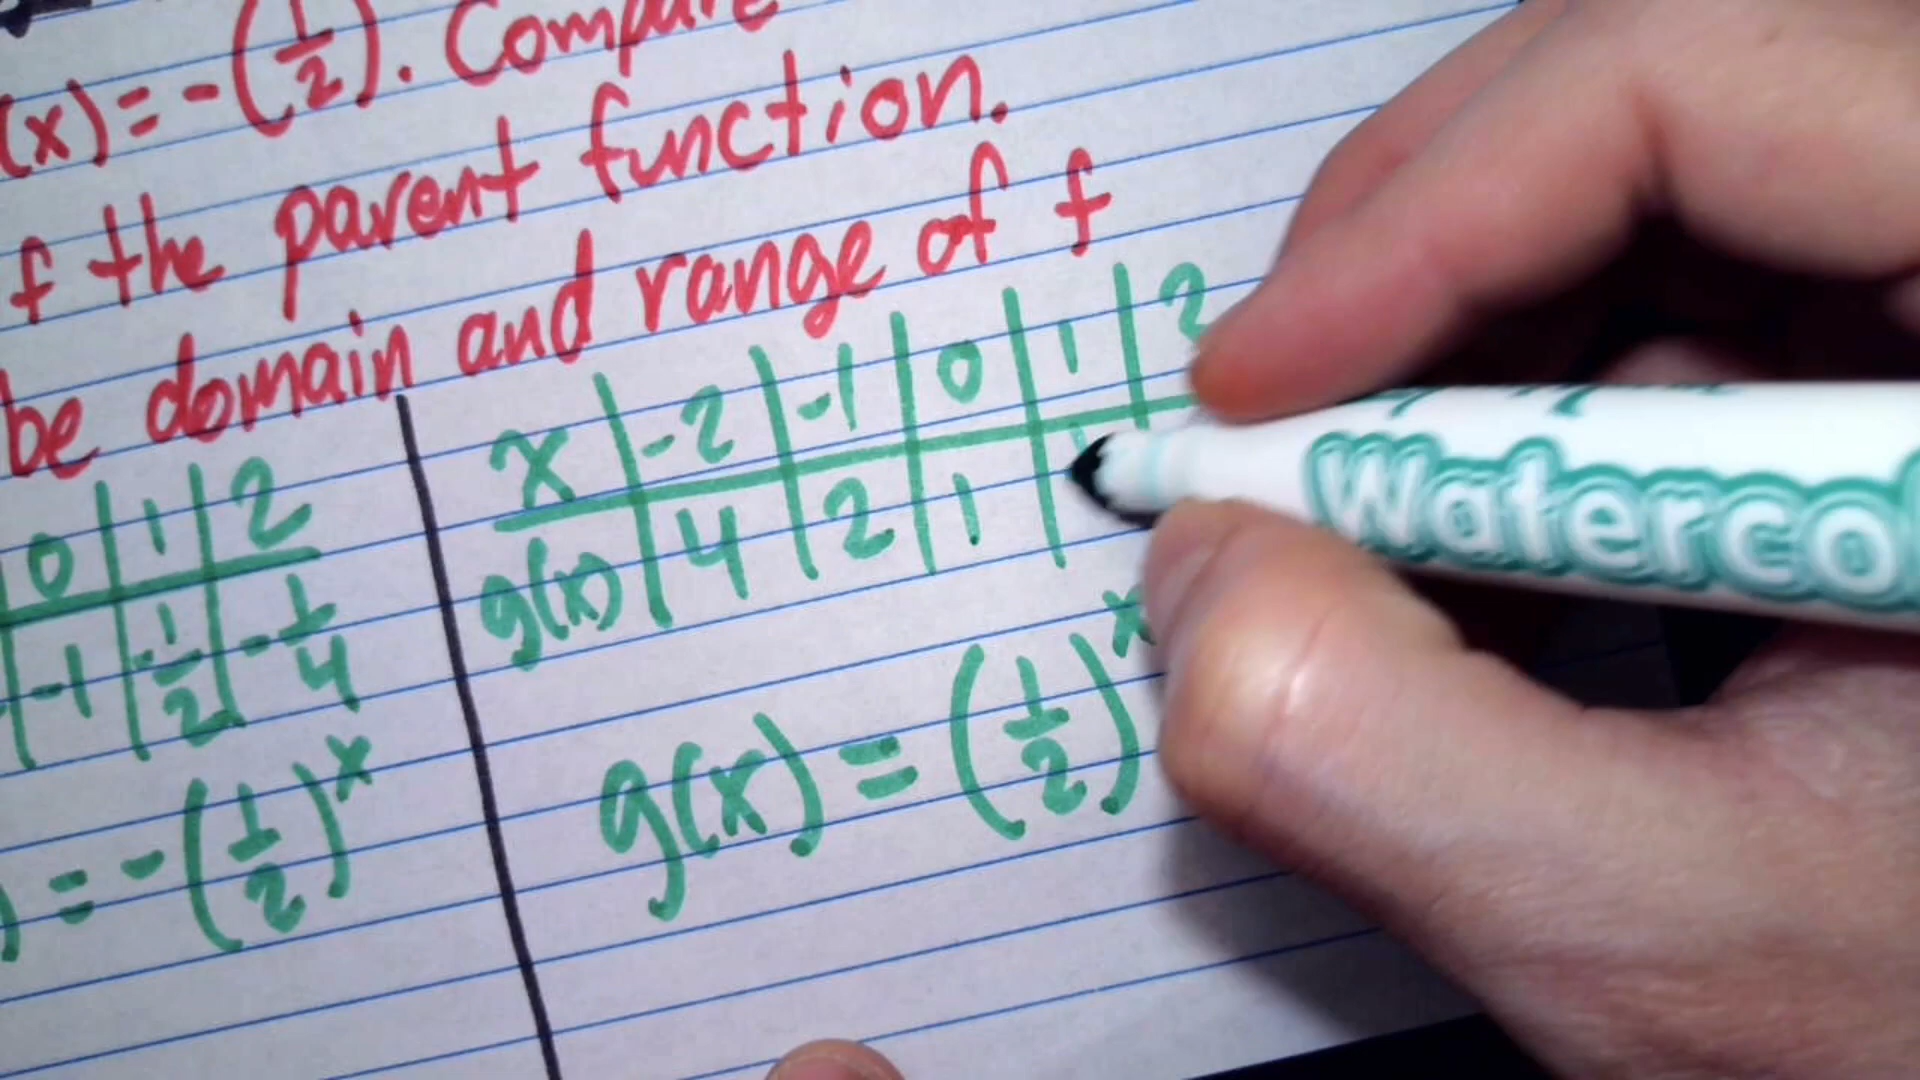 (x) = -(1/2). Compare
f the parent function.
be domain and range of f
0 | 1 | 2
-1 | -1/2 | -1/4
) = -(1/2)^x
x | -2 | -1 | 0 | 1 | 2
g(x) | 4 | 2 | 1 |
g(x) = (1/2)^x
Waterco